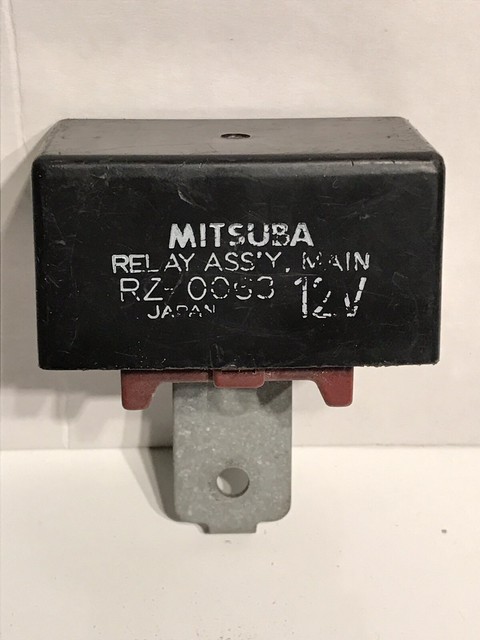 MITSUBA
RELAY ASS'Y, MAIN
RZ-0063 12V
JAPAN